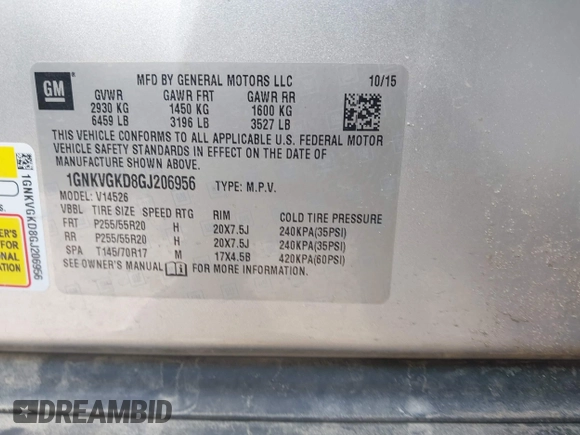 GM
MFD BY GENERAL MOTORS LLC 10/15
GVWR GAWR FRT GAWR RR
2930 KG 1450 KG 1600 KG
6459 LB 3196 LB 3527 LB
THIS VEHICLE CONFORMS TO ALL APPLICABLE U.S. FEDERAL MOTOR
VEHICLE SAFETY STANDARDS IN EFFECT ON THE DATE OF
MANUFACTURE SHOWN ABOVE.
1GNKVGKD8GJ206956 TYPE: M.P.V.
MODEL: V14526
VBBL TIRE SIZE SPEED RTG RIM COLD TIRE PRESSURE
FRT P255/55R20 H 20X7.5J 240KPA(35PSI)
RR P255/55R20 H 20X7.5J 240KPA(35PSI)
SPA T145/70R17 M 17X4.5B 420KPA(60PSI)
SEE OWNER'S MANUAL FOR MORE INFORMATION.
1GNKVGKD8GJ206956
DREAMBID